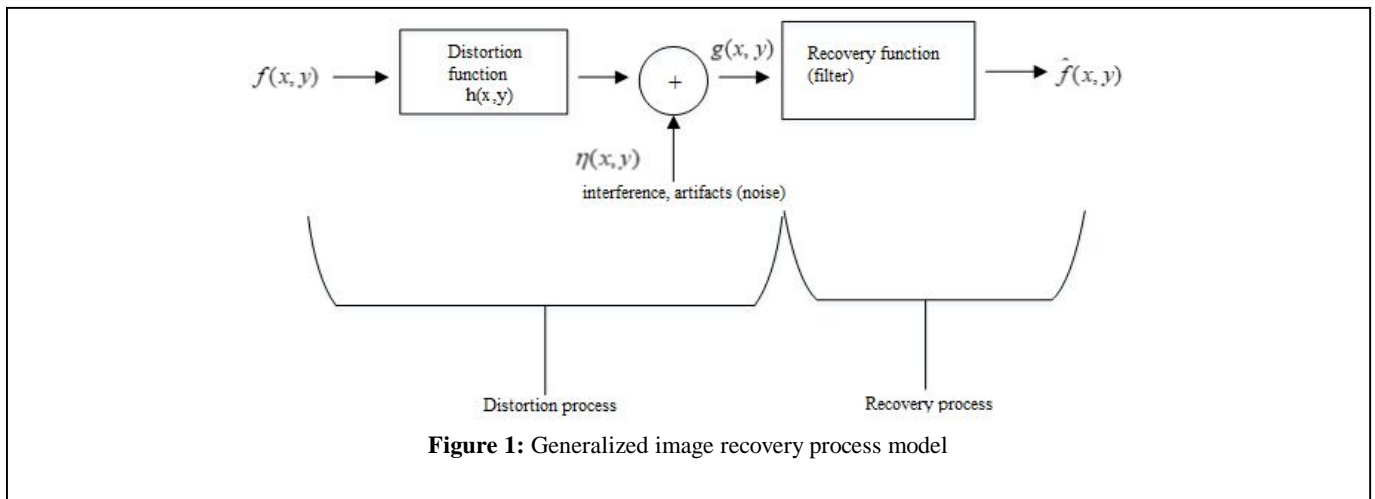 Distortion
function
h(x,y)
f(x, y)
+
g(x, y)
Recovery function
(filter)
f̂(x, y)
η(x, y)
interference, artifacts (noise)
Distortion process
Recovery process
Figure 1: Generalized image recovery process model